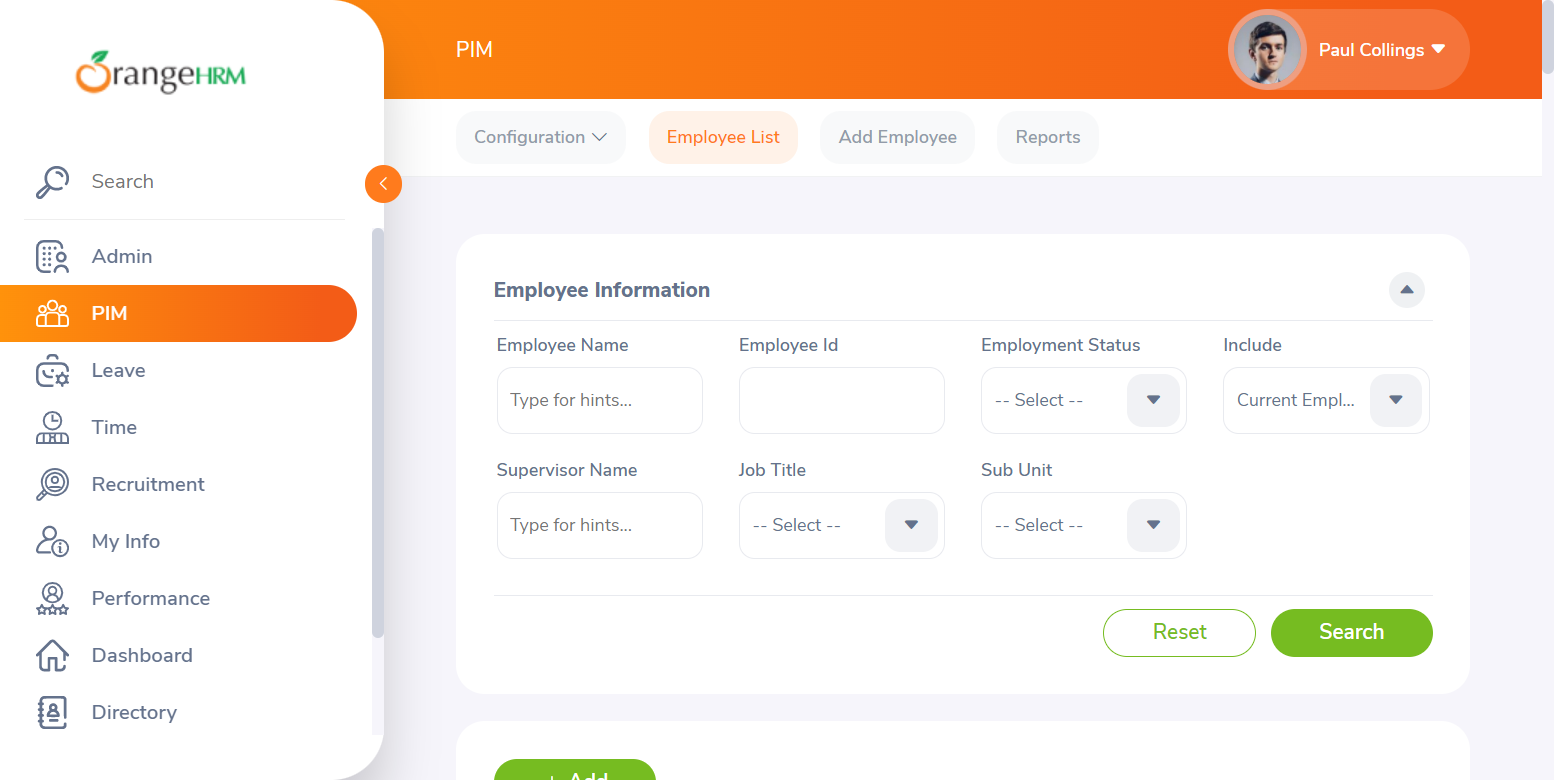 OrangeHRM
Search
Admin
PIM
Leave
Time
Recruitment
My Info
Performance
Dashboard
Directory
PIM
Paul Collings
Configuration
Employee List
Add Employee
Reports
Employee Information
Employee Name
Employee Id
Employment Status
Include
Type for hints...
-- Select --
Current Empl...
Supervisor Name
Job Title
Sub Unit
Type for hints...
-- Select --
-- Select --
Reset
Search
+ Add